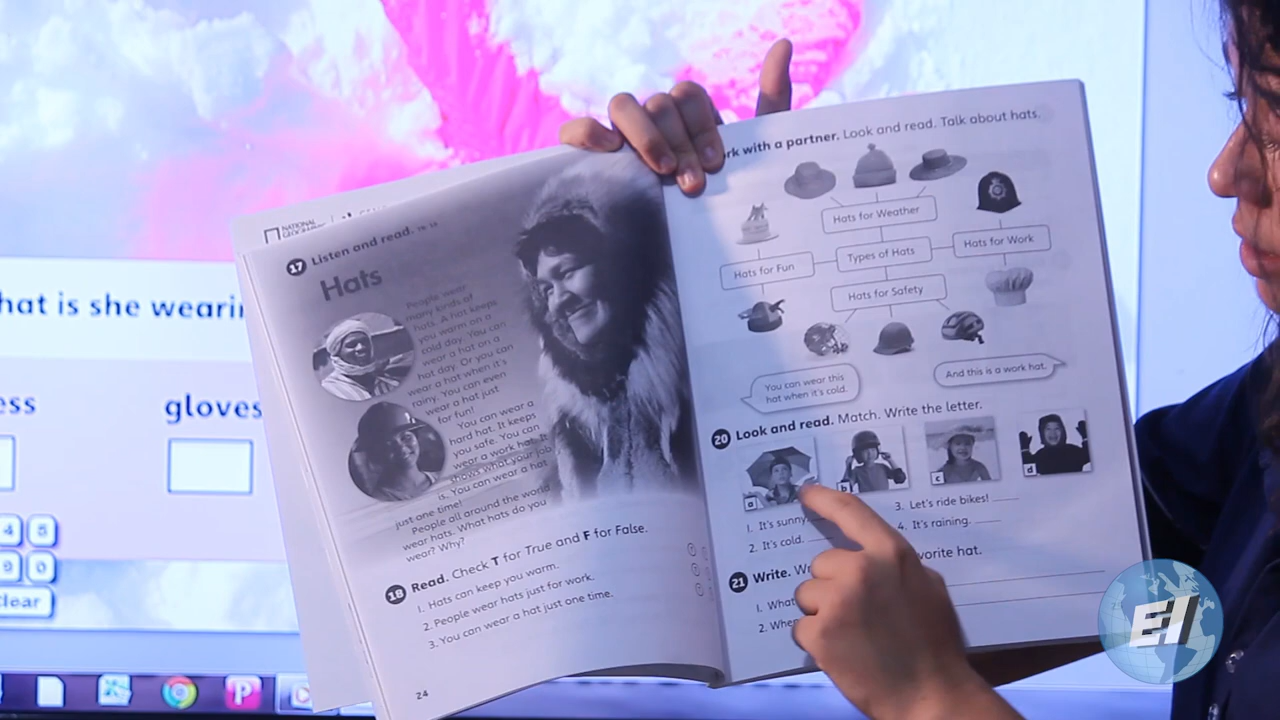 hat is she wearin
ess
gloves
4 5
9 0
clear
NATIONAL
GEOGRAPHIC
17 Listen and read.
Hats
People wear
many kinds of
hats. A hat keeps
you warm on a
cold day. You can
wear a hat on a
hot day. Or you can
wear a hat when it's
rainy. You can even
wear a hat just
for fun!
You can wear a
hard hat. It keeps
you safe. You can
wear a work hat. It
shows what your job
is. You can wear a hat
just one time!
People all around the world
wear hats. What hats do you
wear? Why?
18 Read. Check T for True and F for False.
1. Hats can keep you warm.
2. People wear hats just for work.
3. You can wear a hat just one time.
24
ork with a partner. Look and read. Talk about hats.
Hats for Weather
Hats for Fun
Types of Hats
Hats for Work
Hats for Safety
You can wear this
hat when it's cold.
And this is a work hat.
20 Look and read. Match. Write the letter.
a b c d
1. It's sunny.
2. It's cold.
3. Let's ride bikes!
4. It's raining.
21 Write. Wr vorite hat.
1. What
2. Whe
EI